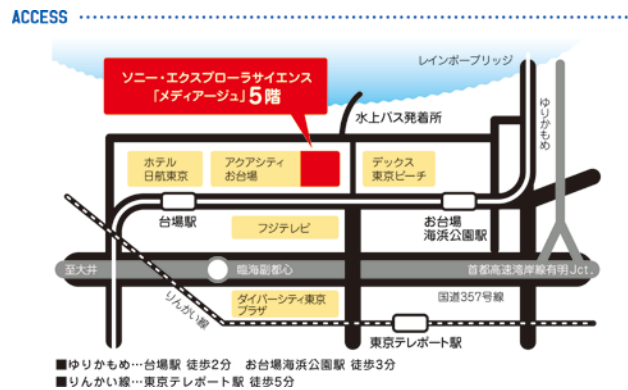 ACCESS
レインボーブリッジ
ソニー・エクスプローラサイエンス
「メディアージュ」5階
水上バス発着所
ゆりかもめ
ホテル
日航東京
アクアシティ
お台場
デックス
東京ビーチ
台場駅
フジテレビ
お台場
海浜公園駅
至大井
臨海副都心
首都高速湾岸線有明Jct.
りんかい線
ダイバーシティ東京
プラザ
国道357号線
東京テレポート駅
■ゆりかもめ…台場駅 徒歩2分 お台場海浜公園駅 徒歩3分
■りんかい線…東京テレポート駅 徒歩5分